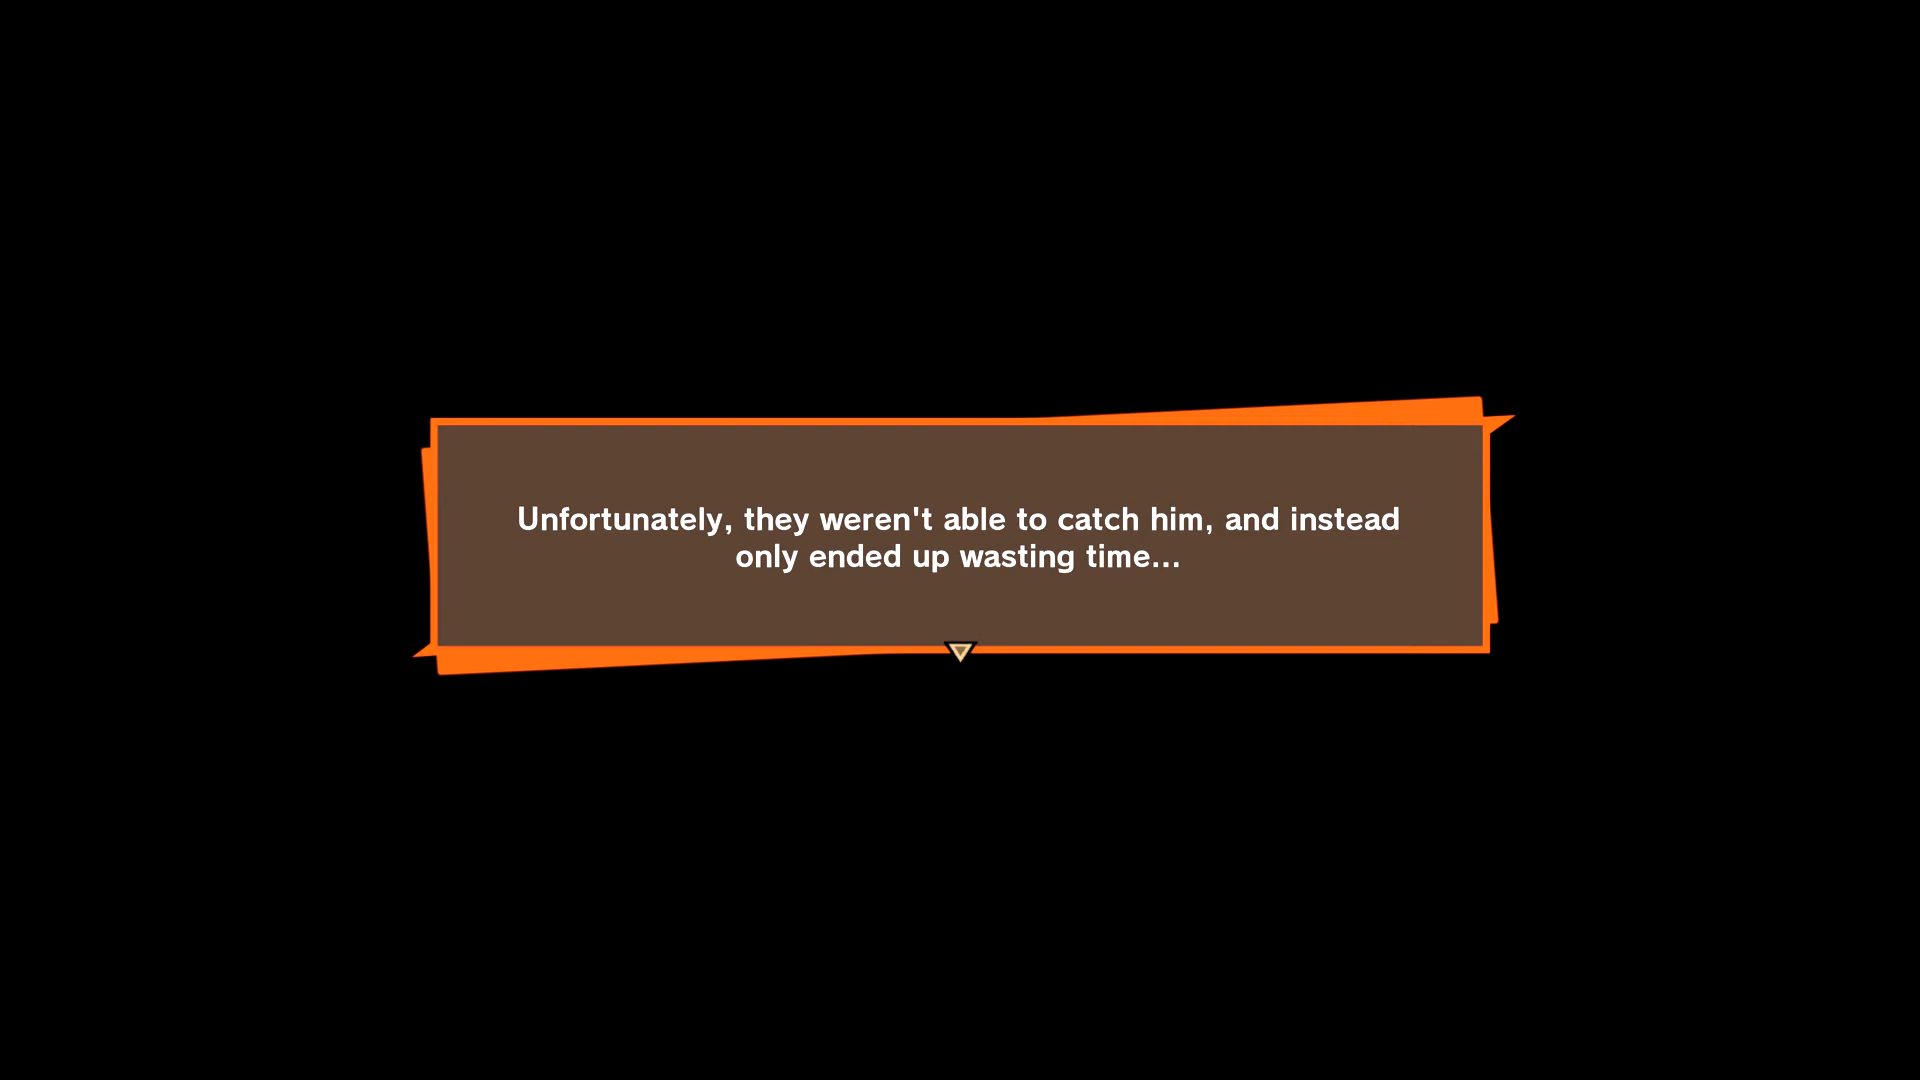 Unfortunately, they weren't able to catch him, and instead
only ended up wasting time...